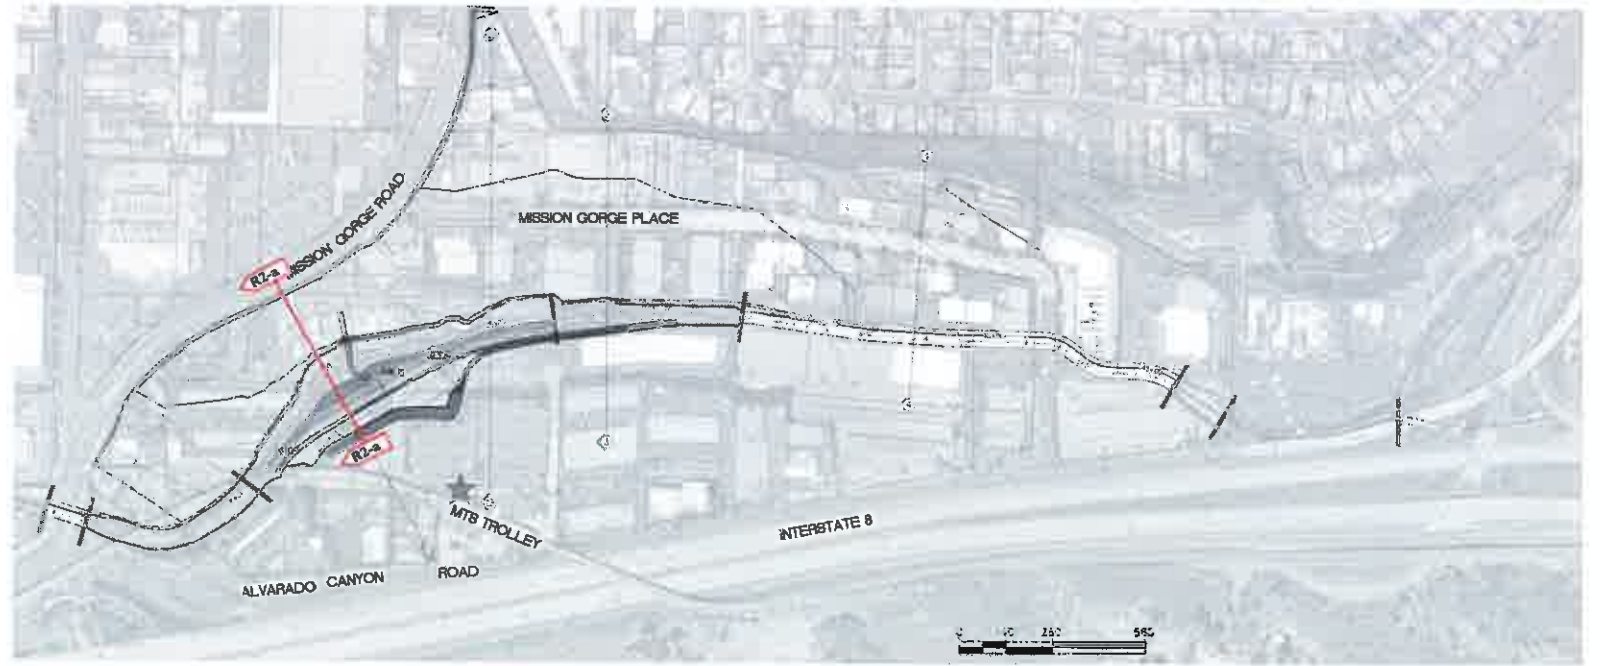 MISSION GORGE ROAD
MISSION GORGE PLACE
R2-a
R2-a
MTS TROLLEY
INTERSTATE 8
ALVARADO CANYON ROAD